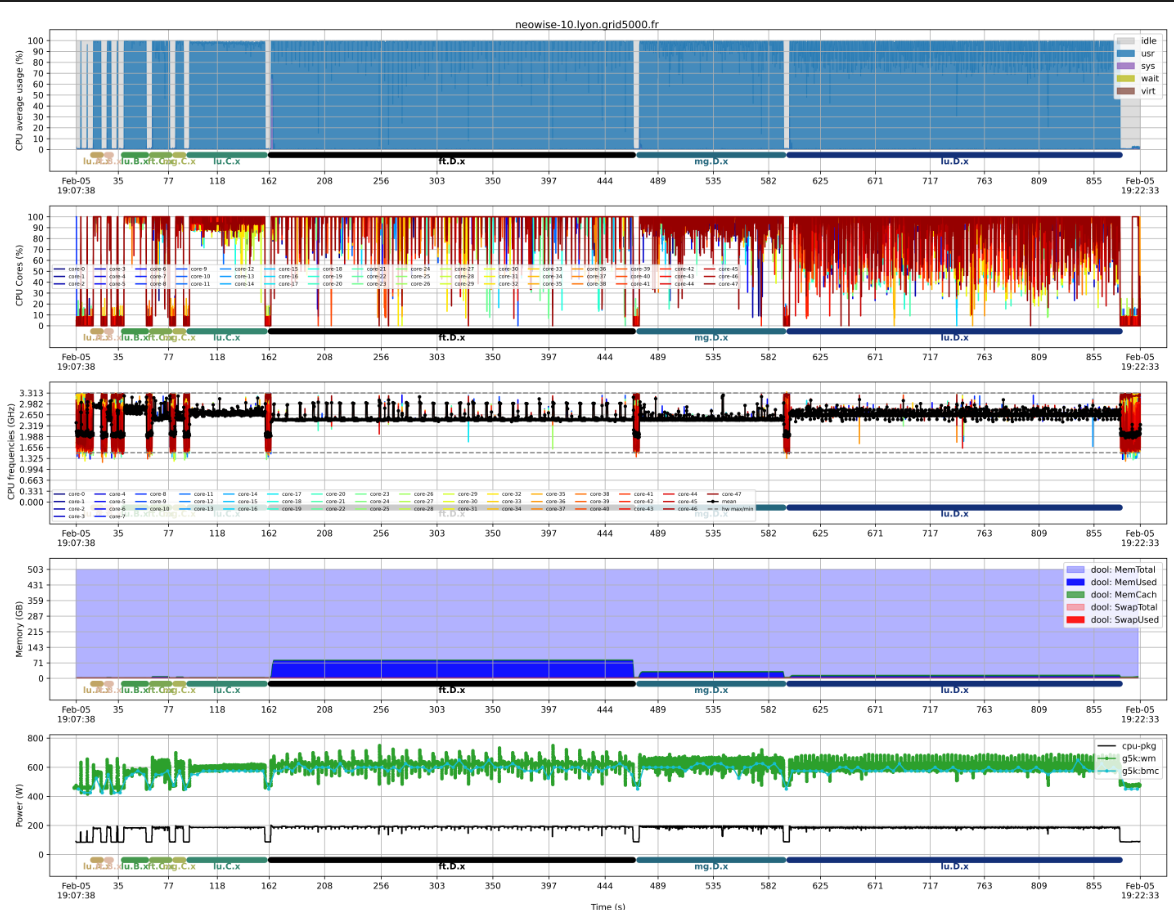 neowise-10.lyon.grid5000.fr
CPU average usage (%)
100
90
80
70
60
50
40
30
20
10
0
idle
usr
sys
wait
virt
lu.B.x
lu.C.x
ft.D.x
mg.D.x
lu.D.x
Feb-05
19:07:38
35 77 118 162 208 256 303 350 397 444 489 535 582 625 671 717 763 809 855
Feb-05
19:22:33
CPU Cores (%)
100
90
80
70
60
50
40
30
20
10
0
core-0 core-3 core-6 core-9 core-12 core-15 core-18 core-21 core-24 core-27 core-30 core-33 core-36 core-39 core-42 core-45
core-1 core-4 core-7 core-10 core-13 core-16 core-19 core-22 core-25 core-28 core-31 core-34 core-37 core-40 core-43 core-46
core-2 core-5 core-8 core-11 core-14 core-17 core-20 core-23 core-26 core-29 core-32 core-35 core-38 core-41 core-44 core-47
lu.B.x
lu.C.x
ft.D.x
mg.D.x
lu.D.x
Feb-05
19:07:38
35 77 118 162 208 256 303 350 397 444 489 535 582 625 671 717 763 809 855
Feb-05
19:22:33
CPU frequencies (GHz)
3.313
2.982
2.650
2.319
1.988
1.656
1.325
0.994
0.663
0.331
0.000
core-0 core-4 core-8 core-11 core-14 core-17 core-20 core-23 core-26 core-29 core-32 core-35 core-38 core-41 core-44 core-47
core-1 core-5 core-9 core-12 core-15 core-18 core-21 core-24 core-27 core-30 core-33 core-36 core-39 core-42 core-45 mean
core-2 core-6 core-10 core-13 core-16 core-19 core-22 core-25 core-28 core-31 core-34 core-37 core-40 core-43 core-46 hw max/min
core-3 core-7
lu.C.x
ft.D.x
mg.D.x
lu.D.x
Feb-05
19:07:38
35 77 118 162 208 256 303 350 397 444 489 535 582 625 671 717 763 809 855
Feb-05
19:22:33
Memory (GB)
503
431
359
287
215
143
71
0
dool: MemTotal
dool: MemUsed
dool: MemCach
dool: SwapTotal
dool: SwapUsed
lu.B.x
lu.C.x
ft.D.x
mg.D.x
lu.D.x
Feb-05
19:07:38
35 77 118 162 208 256 303 350 397 444 489 535 582 625 671 717 763 809 855
Feb-05
19:22:33
Power (W)
800
600
400
200
0
cpu-pkg
g5k:wm
g5k:bmc
lu.B.x
lu.C.x
ft.D.x
mg.D.x
lu.D.x
Feb-05
19:07:38
35 77 118 162 208 256 303 350 397 444 489 535 582 625 671 717 763 809 855
Feb-05
19:22:33
Time (s)